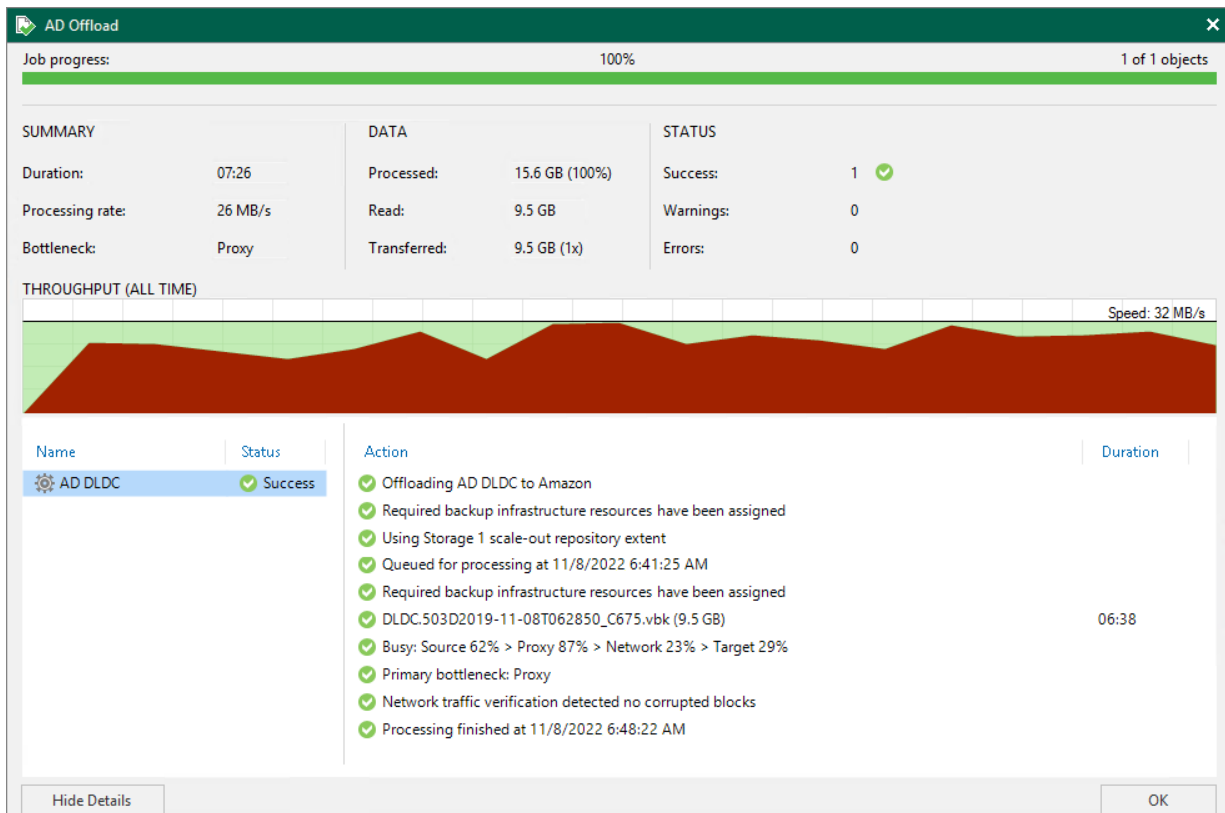 AD Offload
Job progress: 100% 1 of 1 objects
SUMMARY DATA STATUS
Duration: 07:26 Processed: 15.6 GB (100%) Success: 1
Processing rate: 26 MB/s Read: 9.5 GB Warnings: 0
Bottleneck: Proxy Transferred: 9.5 GB (1x) Errors: 0
THROUGHPUT (ALL TIME)
Speed: 32 MB/s
Name Status Action Duration
AD DLDC Success Offloading AD DLDC to Amazon
Required backup infrastructure resources have been assigned
Using Storage 1 scale-out repository extent
Queued for processing at 11/8/2022 6:41:25 AM
Required backup infrastructure resources have been assigned
DLDC.503D2019-11-08T062850_C675.vbk (9.5 GB) 06:38
Busy: Source 62% > Proxy 87% > Network 23% > Target 29%
Primary bottleneck: Proxy
Network traffic verification detected no corrupted blocks
Processing finished at 11/8/2022 6:48:22 AM
Hide Details OK